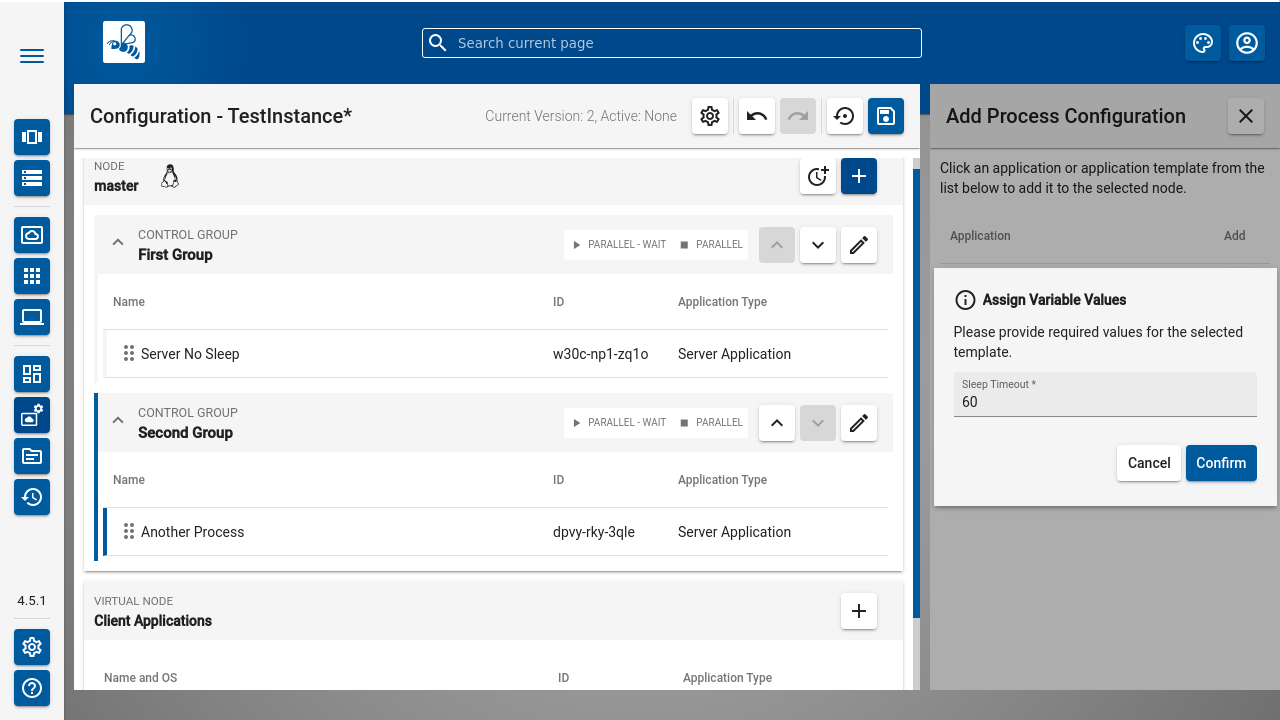 Search current page
Configuration - TestInstance*
Current Version: 2, Active: None
Add Process Configuration
Click an application or application template from the
list below to add it to the selected node.
Application
Add
NODE
master
CONTROL GROUP
First Group
PARALLEL - WAIT
PARALLEL
Name
ID
Application Type
Server No Sleep
w30c-np1-zq1o
Server Application
CONTROL GROUP
Second Group
PARALLEL - WAIT
PARALLEL
Name
ID
Application Type
Another Process
dpvy-rky-3qle
Server Application
VIRTUAL NODE
Client Applications
Name and OS
ID
Application Type
Assign Variable Values
Please provide required values for the selected
template.
Sleep Timeout *
60
Cancel
Confirm
4.5.1